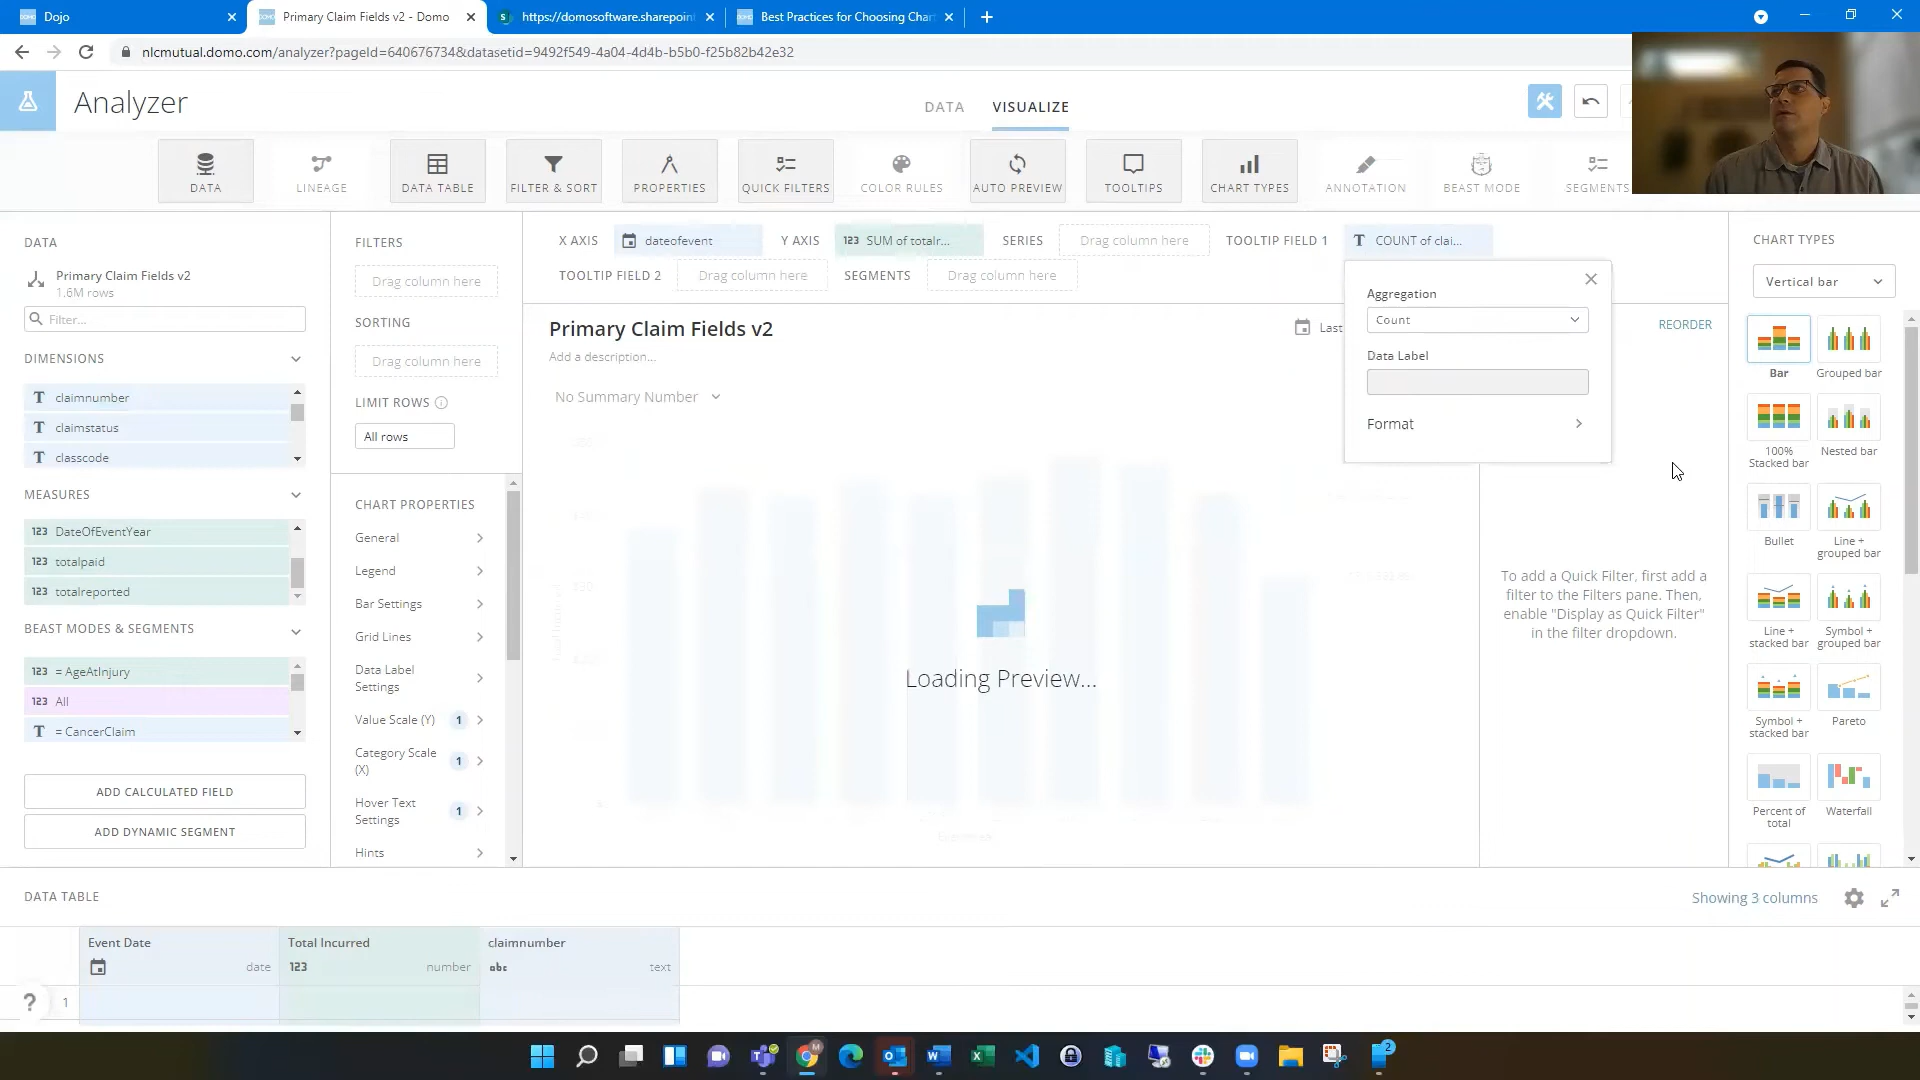 Dojo
Primary Claim Fields v2 - Domo
https://domosoftware.sharepoint
Best Practices for Choosing Char
nlcmutual.domo.com/analyzer?pageId=640676734&datasetid=9492f549-4a04-4d4b-b5b0-f25b82b42e32
Analyzer
DATA
VISUALIZE
DATA
LINEAGE
DATA TABLE
FILTER & SORT
PROPERTIES
QUICK FILTERS
COLOR RULES
AUTO PREVIEW
TOOLTIPS
CHART TYPES
ANNOTATION
BEAST MODE
SEGMENTS
DATA
Primary Claim Fields v2
1.6M rows
Filter...
DIMENSIONS
T claimnumber
T claimstatus
T classcode
MEASURES
123 DateOfEventYear
123 totalpaid
123 totalreported
BEAST MODES & SEGMENTS
123 = AgeAtInjury
123 All
T = CancerClaim
ADD CALCULATED FIELD
ADD DYNAMIC SEGMENT
FILTERS
Drag column here
SORTING
Drag column here
LIMIT ROWS
All rows
CHART PROPERTIES
General
Legend
Bar Settings
Grid Lines
Data Label
Settings
Value Scale (Y) 1
Category Scale
(X) 1
Hover Text
Settings 1
Hints
X AXIS dateofevent Y AXIS 123 SUM of totalr... SERIES Drag column here TOOLTIP FIELD 1 T COUNT of clai...
TOOLTIP FIELD 2 Drag column here SEGMENTS Drag column here
Primary Claim Fields v2
Add a description...
No Summary Number
Last
Loading Preview...
Aggregation
Count
Data Label
Format
REORDER
To add a Quick Filter, first add a
filter to the Filters pane. Then,
enable "Display as Quick Filter"
in the filter dropdown.
CHART TYPES
Vertical bar
Bar
Grouped bar
100%
Stacked bar
Nested bar
Bullet
Line +
grouped bar
Line +
stacked bar
Symbol +
grouped bar
Symbol +
stacked bar
Pareto
Percent of
total
Waterfall
DATA TABLE
Showing 3 columns
Event Date
date
Total Incurred
123 number
claimnumber
abc text
? 1
M
2